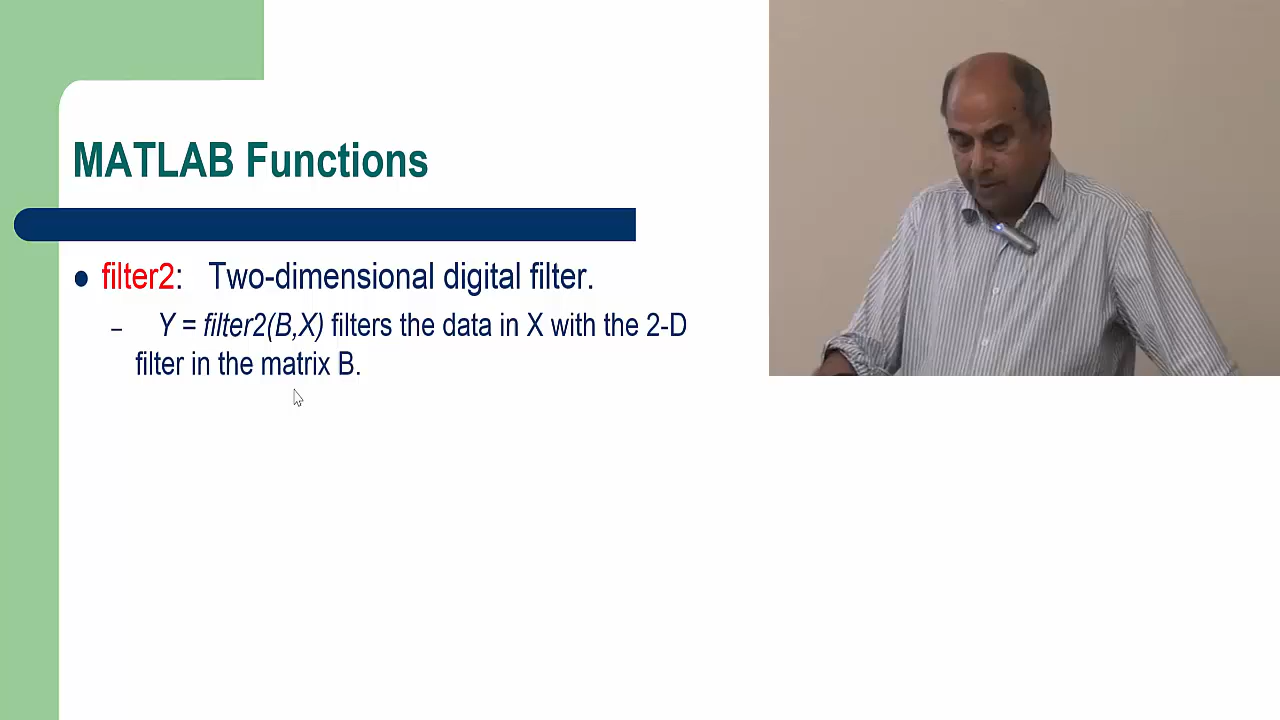 MATLAB Functions
● filter2: Two-dimensional digital filter.
– Y = filter2(B,X) filters the data in X with the 2-D
filter in the matrix B.